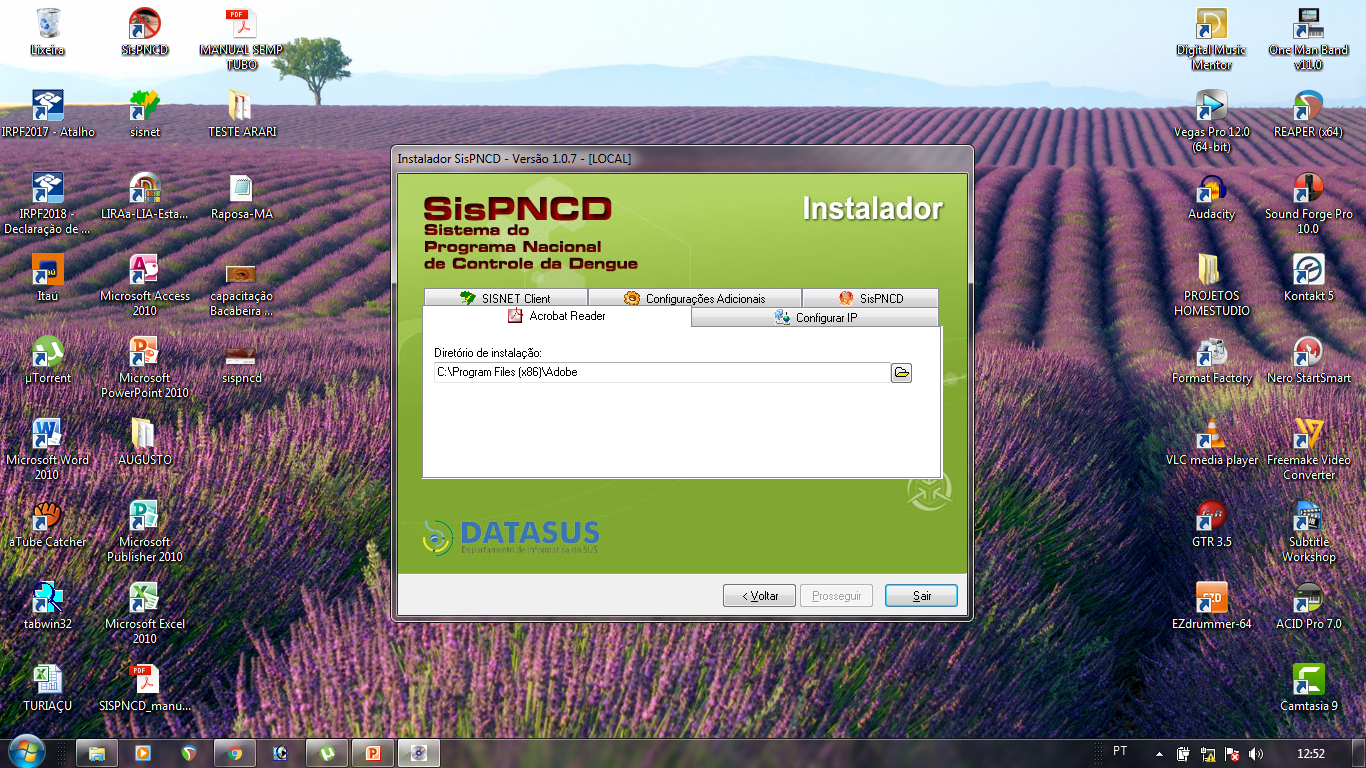 Lixeira
SisPNCD
MANUAL SEMP
TUBO
IRPF2017 - Atalho
sisnet
TESTE ARARI
IRPF2018 -
Declaração de ...
LIRAa-LIA-Esta...
Raposa-MA
Itaú
Microsoft Access
2010
capacitação
Bacabeira ...
µTorrent
Microsoft
PowerPoint 2010
sispncd
Microsoft Word
2010
AUGUSTO
aTube Catcher
Microsoft
Publisher 2010
tabwin32
Microsoft Excel
2010
TURIAÇU
SISPNCD_manu...
Instalador SisPNCD - Versão 1.0.7 - [LOCAL]
SisPNCD
Sistema do
Programa Nacional
de Controle da Dengue
Instalador
SISNET Client
Configurações Adicionais
SisPNCD
Acrobat Reader
Configurar IP
Diretório de instalação:
C:\Program Files (x86)\Adobe
DATASUS
Departamento de Informática do SUS
< Voltar
Prosseguir
Sair
Digital Music
Mentor
One Man Band
v11.0
Vegas Pro 12.0
(64-bit)
REAPER (x64)
Audacity
Sound Forge Pro
10.0
PROJETOS
HOMESTUDIO
Kontakt 5
Format Factory
Nero StartSmart
VLC media player
Freemake Video
Converter
GTR 3.5
Subtitle
Workshop
EZdrummer-64
ACID Pro 7.0
Camtasia 9
PT
12:52